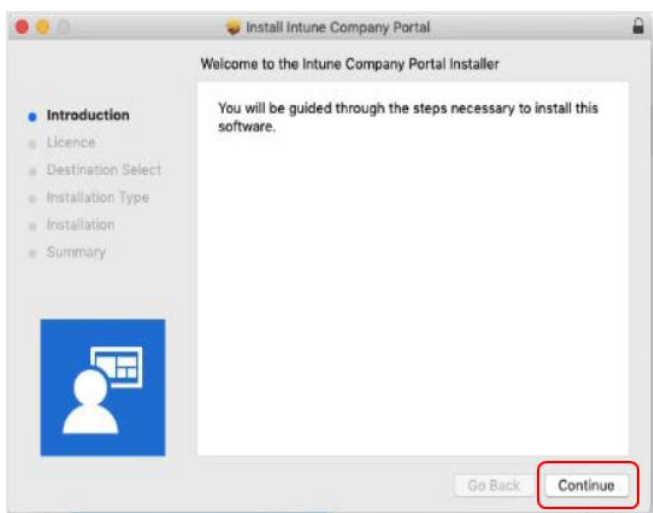 Install Intune Company Portal
Welcome to the Intune Company Portal Installer
Introduction
Licence
Destination Select
Installation Type
Installation
Summary
You will be guided through the steps necessary to install this
software.
Go Back
Continue